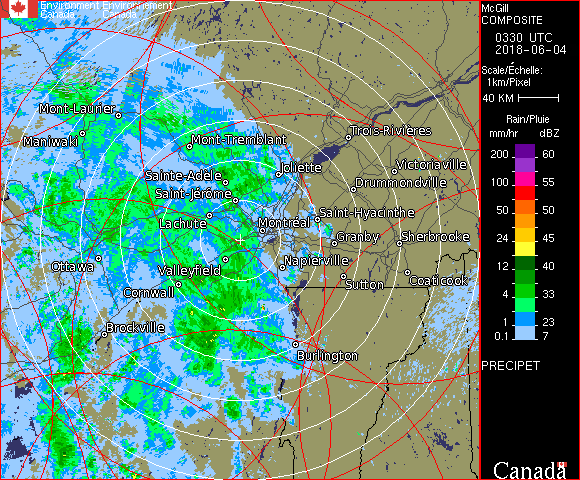 Environment Environnement
Canada Canada
McGill
COMPOSITE
0330 UTC
2018-06-04
Scale/Échelle:
1km/Pixel
40 KM
Rain/Pluie
mm/hr dBZ
200 60
100 55
50 50
24 45
12 40
4 33
1 23
0.1 7
PRECIPET
Canada
Mont-Laurier
Maniwaki
Mont-Tremblant
Trois-Rivières
Joliette
Victoriaville
Sainte-Adèle
Drummondville
Saint-Jérôme
Lachute
Montréal
Saint-Hyacinthe
Granby
Sherbrooke
Ottawa
Valleyfield
Napierville
Cornwall
Sutton
Coaticook
Brockville
Burlington